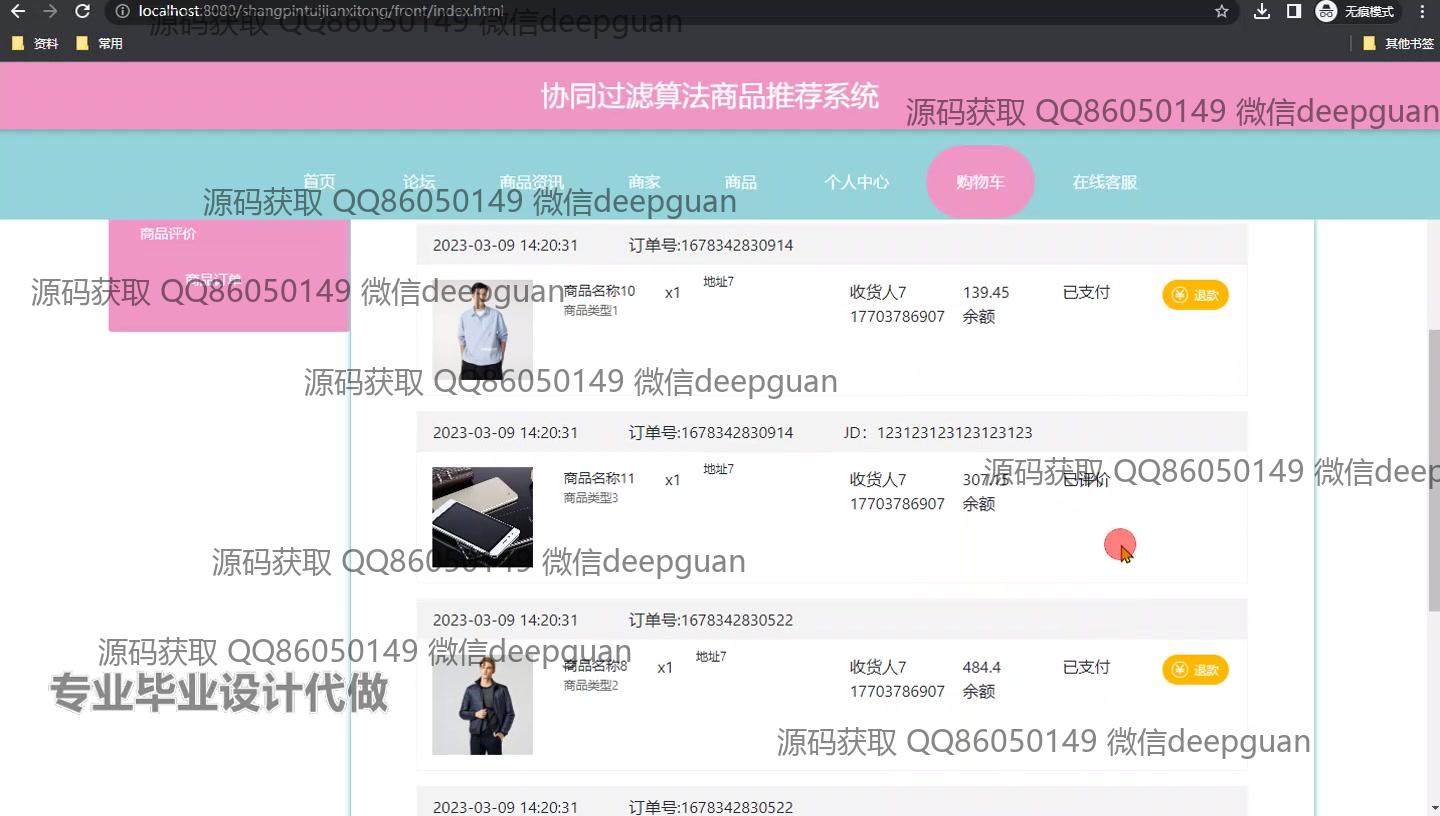 localhost:8080/shangpintuijianxitong/front/index.html
无痕模式
源码获取 QQ86050149 微信deepguan
资料
常用
其他书签
协同过滤算法商品推荐系统
源码获取 QQ86050149 微信deepguan
首页 论坛 商品资讯 商家 商品 个人中心 购物车 在线客服
源码获取 QQ86050149 微信deepguan
商品评价
商品订单
2023-03-09 14:20:31 订单号:1678342830914
源码获取 QQ86050149 微信deepguan
商品名称10 x1 地址7 收货人7 139.45 已支付 退款
商品类型1 17703786907 余额
源码获取 QQ86050149 微信deepguan
2023-03-09 14:20:31 订单号:1678342830914 JD：123123123123123123
源码获取 QQ86050149 微信deep
商品名称11 x1 地址7 收货人7 已评价
商品类型3 17703786907 余额
源码获取 QQ86050149 微信deepguan
2023-03-09 14:20:31 订单号:1678342830522
源码获取 QQ86050149 微信deepguan
商品名称8 x1 地址7 收货人7 484.4 已支付 退款
商品类型2 17703786907 余额
专业毕业设计代做
源码获取 QQ86050149 微信deepguan
2023-03-09 14:20:31 订单号:1678342830522